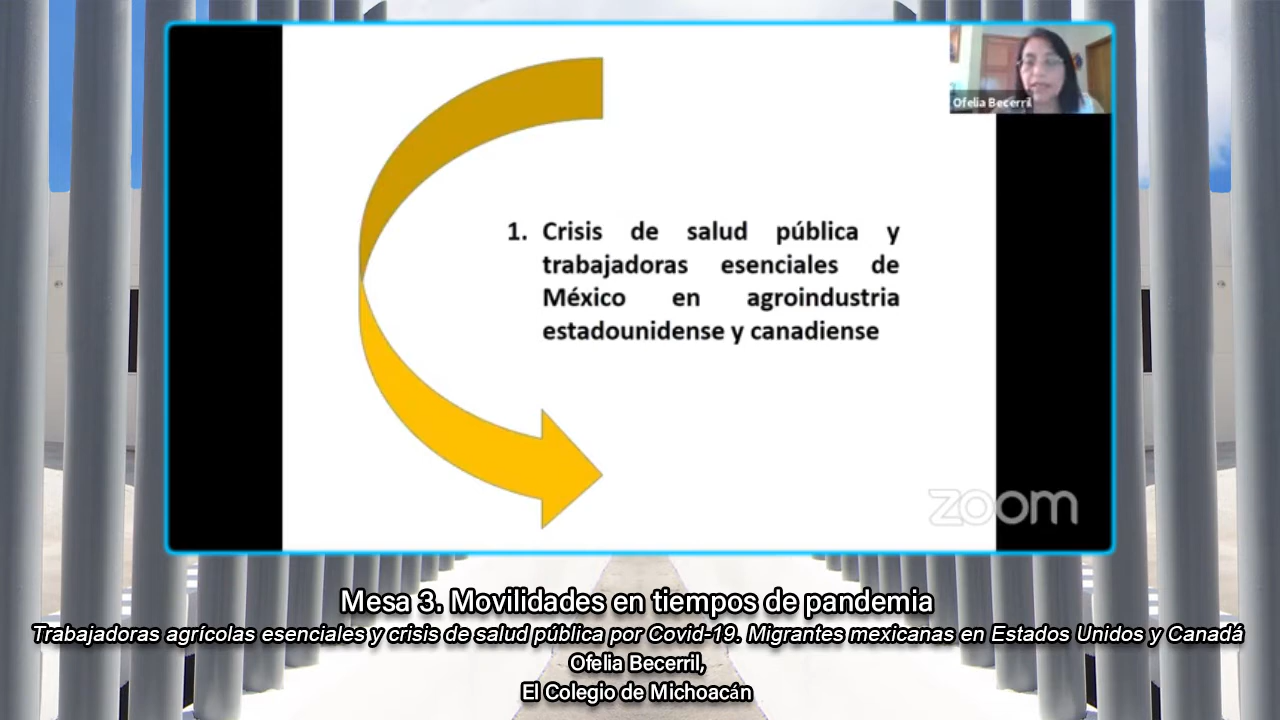 Ofelia Becerril
1. Crisis de salud pública y
trabajadoras esenciales de
México en agroindustria
estadounidense y canadiense
zoom
Mesa 3. Movilidades en tiempos de pandemia
Trabajadoras agrícolas esenciales y crisis de salud pública por Covid-19. Migrantes mexicanas en Estados Unidos y Canadá
Ofelia Becerril,
El Colegio de Michoacán